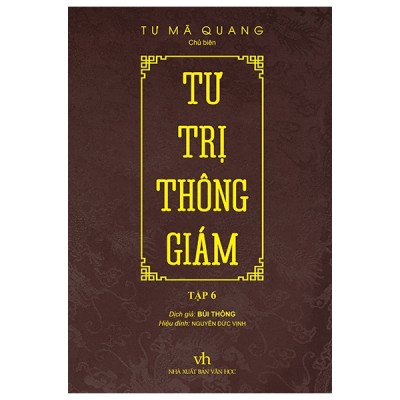 TƯ MÃ QUANG
Chủ biên
TƯ
TRỊ
THÔNG
GIÁM
TẬP 6
Dịch giả: BÙI THÔNG
Hiệu đính: NGUYỄN ĐỨC VỊNH
vh
NHÀ XUẤT BẢN VĂN HỌC